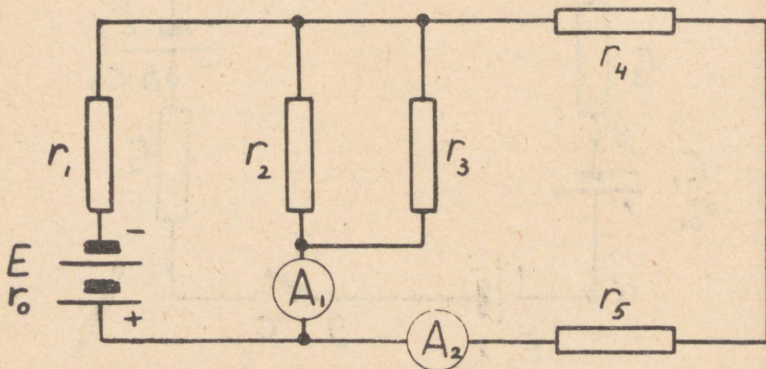 r₄
r₁ r₂ r₃
-
E
r₀ A₁
+ r₅
A₂